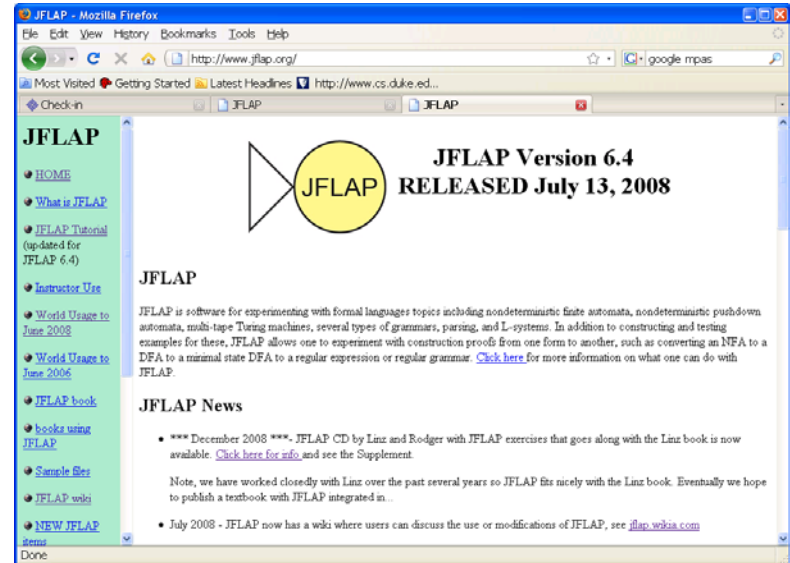 JFLAP - Mozilla Firefox
File Edit View History Bookmarks Tools Help
http://www.jflap.org/
google mpas
Most Visited Getting Started Latest Headlines http://www.cs.duke.ed...
Check-in JFLAP JFLAP
JFLAP
HOME
What is JFLAP
JFLAP Tutorial
(updated for
JFLAP 6.4)
Instructor Use
World Usage to
June 2008
World Usage to
June 2006
JFLAP book
books using
JFLAP
Sample files
JFLAP wiki
NEW JFLAP
items
JFLAP
JFLAP Version 6.4
RELEASED July 13, 2008
JFLAP
JFLAP is software for experimenting with formal languages topics including nondeterministic finite automata, nondeterministic pushdown
automata, multi-tape Turing machines, several types of grammars, parsing, and L-systems. In addition to constructing and testing
examples for these, JFLAP allows one to experiment with construction proofs from one form to another, such as converting an NFA to a
DFA to a minimal state DFA to a regular expression or regular grammar. Click here for more information on what one can do with
JFLAP.
JFLAP News
*** December 2008 ***- JFLAP CD by Linz and Rodger with JFLAP exercises that goes along with the Linz book is now
available. Click here for info and see the Supplement.
Note, we have worked closedly with Linz over the past several years so JFLAP fits nicely with the Linz book. Eventually we hope
to publish a textbook with JFLAP integrated in...
July 2008 - JFLAP now has a wiki where users can discuss the use or modifications of JFLAP, see jflap.wikia.com
Done